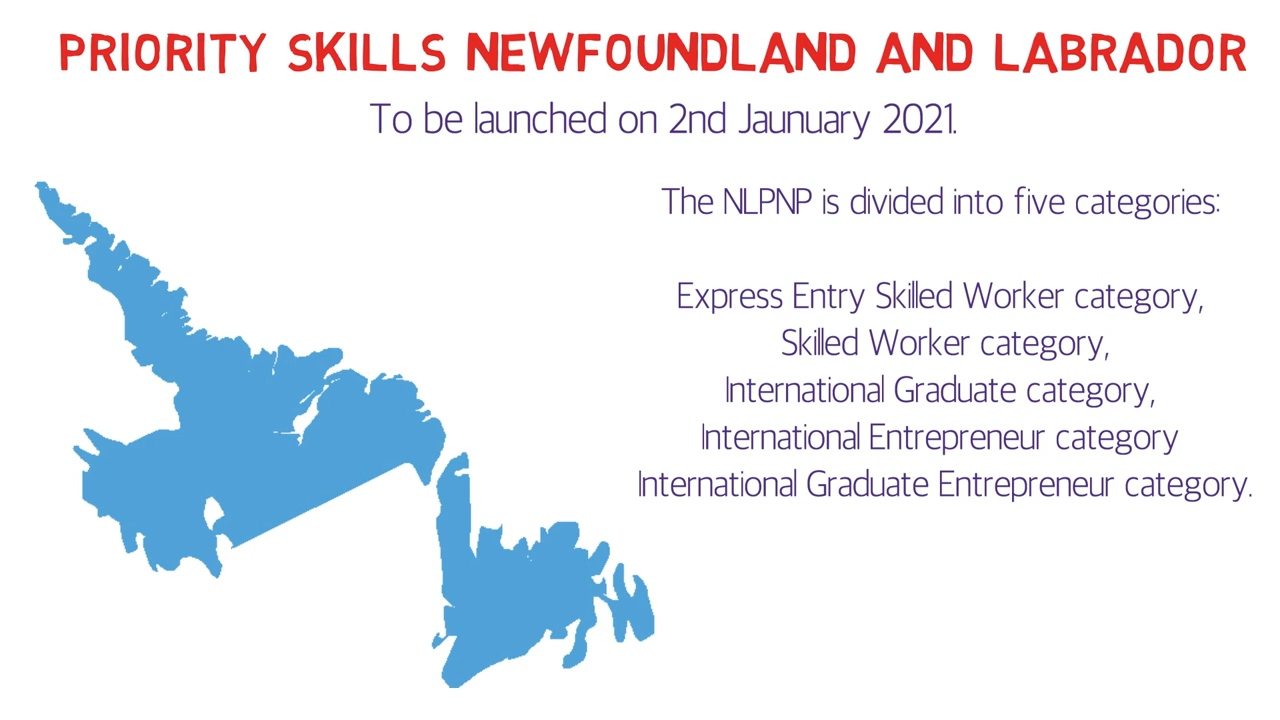 PRIORITY SKILLS NEWFOUNDLAND AND LABRADOR
To be launched on 2nd Jaunuary 2021.
The NLPNP is divided into five categories:
Express Entry Skilled Worker category,
Skilled Worker category,
International Graduate category,
International Entrepreneur category
International Graduate Entrepreneur category.